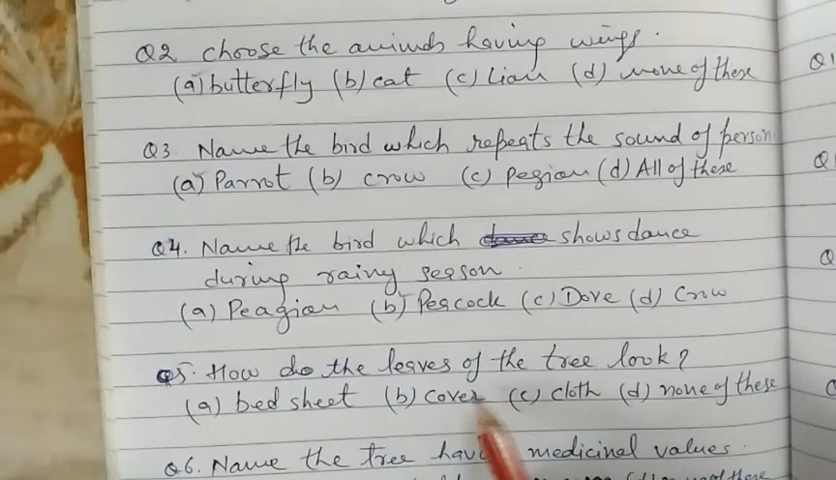 Q2 choose the animals having wings.
(a) butterfly (b) cat (c) Lion (d) none of these
Q3 Name the bird which repeats the sound of person.
(a) Parrot (b) crow (c) pegion (d) All of these
Q4. Name the bird which shows dance
during rainy season.
(a) Peagion (b) Peacock (c) Dove (d) Crow
Q5. How do the leaves of the tree look?
(a) bed sheet (b) cover (c) cloth (d) none of these
Q6. Name the tree medicinal values.